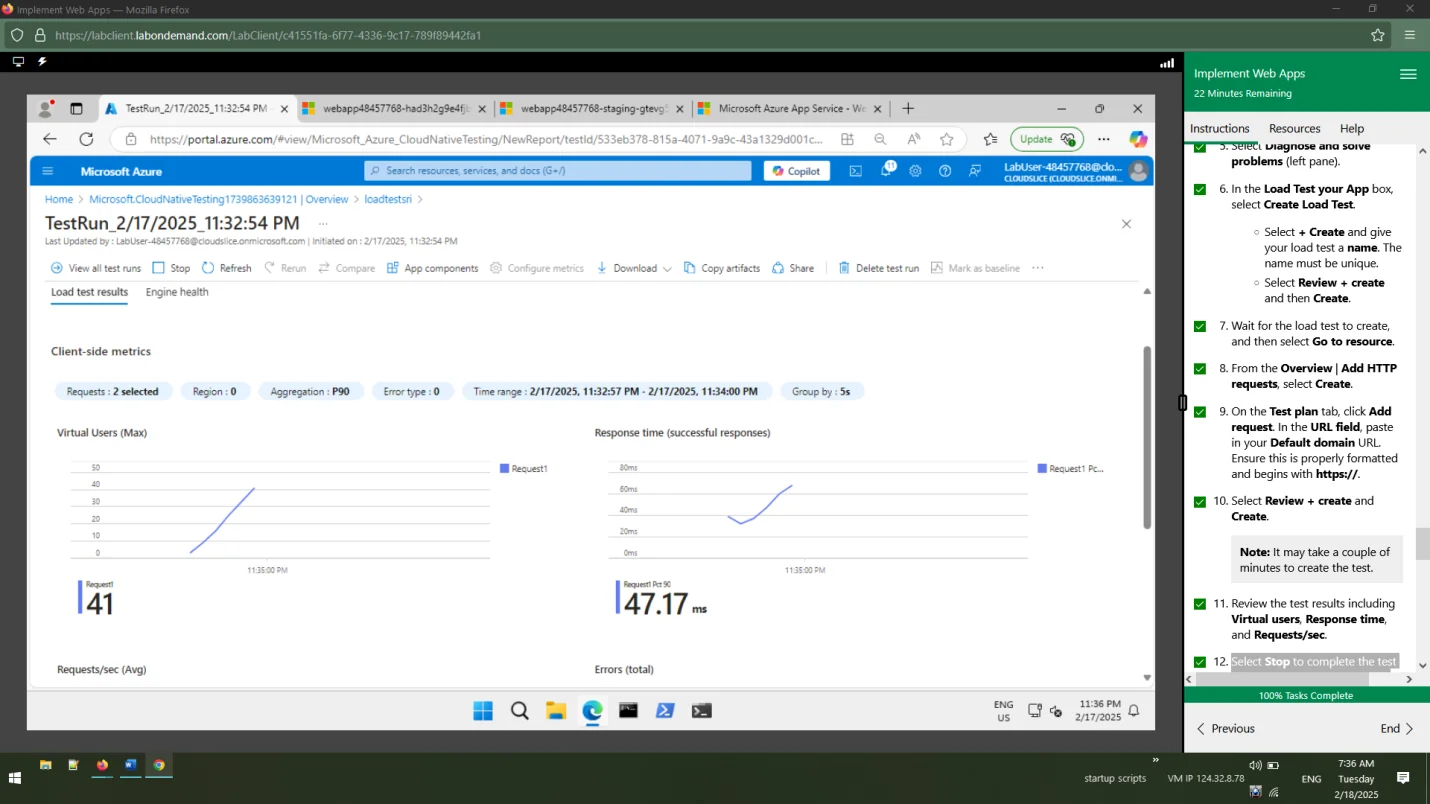 Implement Web Apps — Mozilla Firefox
https://labclient.labondemand.com/LabClient/c41551fa-6f77-4336-9c17-789f89442fa1
TestRun_2/17/2025_11:32:54 PM -
webapp48457768-had3h2g9e4fjb
webapp48457768-staging-gtevg5
Microsoft Azure App Service - We
https://portal.azure.com/#view/Microsoft_Azure_CloudNativeTesting/NewReport/testId/533eb378-815a-4071-9a9c-43a1329d001c...
Update
Microsoft Azure
Search resources, services, and docs (G+/)
Copilot
11
LabUser-48457768@clo...
CLOUDSLICE (CLOUDSLICE.ONMI...
Home > Microsoft.CloudNativeTesting1739863639121 | Overview > loadtestsri >
TestRun_2/17/2025_11:32:54 PM ...
Last Updated by : LabUser-48457768@cloudslice.onmicrosoft.com | Initiated on : 2/17/2025, 11:32:54 PM
View all test runs Stop Refresh Rerun Compare App components Configure metrics Download Copy artifacts Share Delete test run Mark as baseline ...
Load test results Engine health
Client-side metrics
Requests : 2 selected Region : 0 Aggregation : P90 Error type : 0 Time range : 2/17/2025, 11:32:57 PM - 2/17/2025, 11:34:00 PM Group by : 5s
Virtual Users (Max)
50
40
30
20
10
0
11:35:00 PM
Request1
Request1
41
Response time (successful responses)
80ms
60ms
40ms
20ms
0ms
11:35:00 PM
Request1 Pc...
Request1 Pct 90
47.17 ms
Requests/sec (Avg)
Errors (total)
ENG
US
11:36 PM
2/17/2025
Implement Web Apps
22 Minutes Remaining
Instructions Resources Help
5. Select Diagnose and solve
problems (left pane).
6. In the Load Test your App box,
select Create Load Test.
Select + Create and give
your load test a name. The
name must be unique.
Select Review + create
and then Create.
7. Wait for the load test to create,
and then select Go to resource.
8. From the Overview | Add HTTP
requests, select Create.
9. On the Test plan tab, click Add
request. In the URL field, paste
in your Default domain URL.
Ensure this is properly formatted
and begins with https://.
10. Select Review + create and
Create.
Note: It may take a couple of
minutes to create the test.
11. Review the test results including
Virtual users, Response time,
and Requests/sec.
12. Select Stop to complete the test
100% Tasks Complete
< Previous
End >
startup scripts
VM IP 124.32.8.78
ENG
7:36 AM
Tuesday
2/18/2025